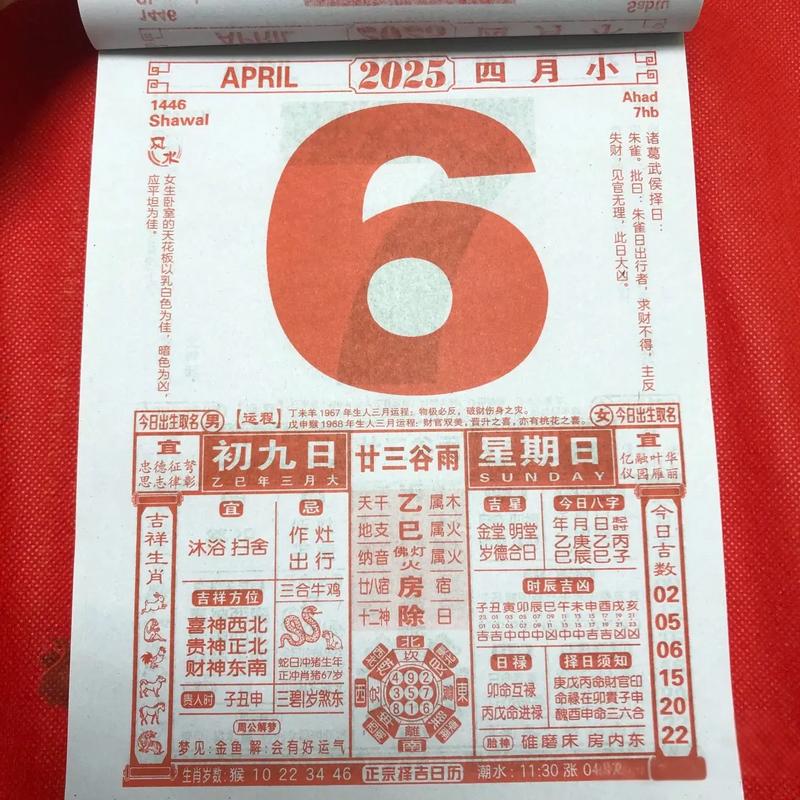 APRIL 2025 四月小
1446
Shawal
Ahad
7hb
风水
女生卧室的天花板以乳白色为佳，暗色为凶，
应平坦为佳。
诸葛武侯择日：
朱雀。批曰：朱雀日出行者，求财不得，主反
失财，见官无理，此日大凶。
6
今日出生取名 男
【运程】
丁未羊1967年生人三月运程：物极必反，破财伤身之灾。
戊申猴1968年生人三月运程：财官双美，晋升之喜，亦有桃花之喜。
女 今日出生取名
宜
忠德征弩
思志律彰
初九日
乙巳年三月大
廿三谷雨
星期日
SUNDAY
宜
亿融叶华
仪园雁丽
吉祥生肖
宜
沐浴 扫舍
忌
作灶
出行
吉祥方位
喜神西北
贵神正北
财神东南
三合牛鸡
蛇日冲猪生年
正冲肖猪67岁
贵人时 子丑申
三碧 岁煞东
周公解梦
梦见：金鱼 解：会有好运气
天干 乙 属木
地支 巳 属火
纳音 佛灯火 属火
廿八宿 房 宿
十二神 除 日
北
坎
492
357
816
離
南
西
東
吉星
金堂 明堂
岁德合日
今日八字
年月日起时
乙庚乙丙
巳辰巳子
时辰吉凶
子丑寅卯辰巳午未申酉戌亥
吉吉中中中凶中中中吉凶凶
日禄
卯命互禄
丙戊命进禄
择日须知
庚戊丙命财官印
命禄在卯贵子申
醜酉申命三六合
胎神 碓磨床 房内东
今日吉数
02
05
06
15
20
22
生肖岁数：猴 10 22 34 46
正宗择吉日历
潮水：11:30 涨